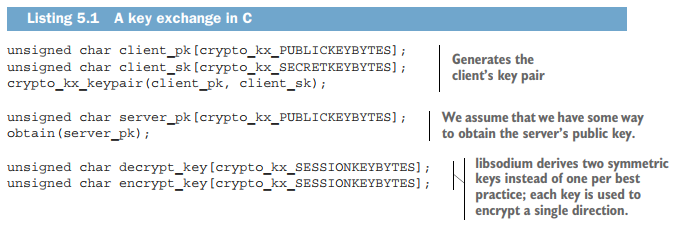 Listing 5.1 A key exchange in C
unsigned char client_pk[crypto_kx_PUBLICKEYBYTES];
unsigned char client_sk[crypto_kx_SECRETKEYBYTES];
crypto_kx_keypair(client_pk, client_sk);
Generates the
client's key pair
unsigned char server_pk[crypto_kx_PUBLICKEYBYTES];
obtain(server_pk);
We assume that we have some way
to obtain the server's public key.
unsigned char decrypt_key[crypto_kx_SESSIONKEYBYTES];
unsigned char encrypt_key[crypto_kx_SESSIONKEYBYTES];
libsodium derives two symmetric
keys instead of one per best
practice; each key is used to
encrypt a single direction.